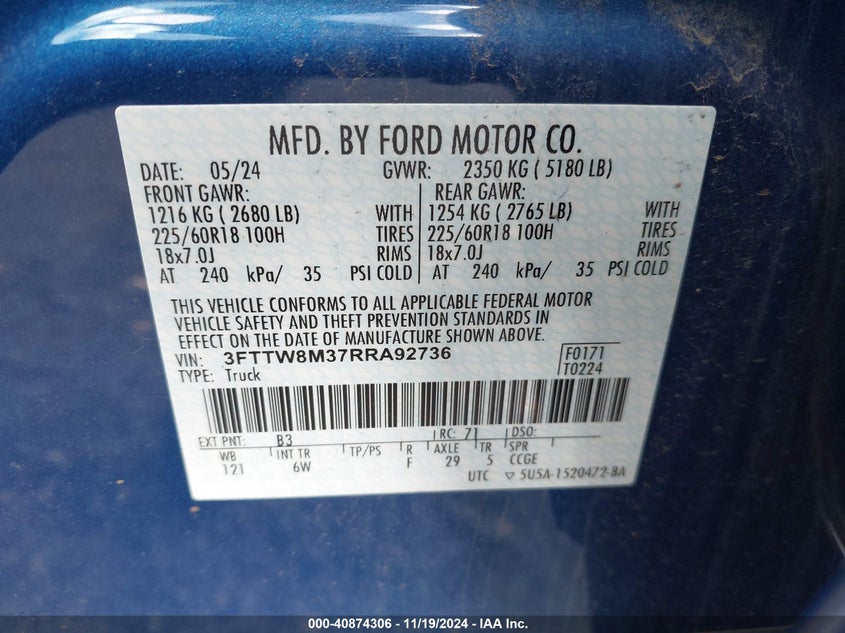 MFD. BY FORD MOTOR CO.
DATE: 05/24 GVWR: 2350 KG ( 5180 LB)
FRONT GAWR: REAR GAWR:
1216 KG ( 2680 LB) WITH 1254 KG ( 2765 LB) WITH
225/60R18 100H TIRES 225/60R18 100H TIRES
18x7.0J RIMS 18x7.0J RIMS
AT 240 kPa/ 35 PSI COLD AT 240 kPa/ 35 PSI COLD
THIS VEHICLE CONFORMS TO ALL APPLICABLE FEDERAL MOTOR
VEHICLE SAFETY AND THEFT PREVENTION STANDARDS IN
EFFECT ON THE DATE OF MANUFACTURE SHOWN ABOVE.
VIN: 3FTTW8M37RRA92736 F0171
TYPE: Truck T0224
EXT PNT: B3 RC: 71 DSO:
WB INT TR TP/PS R AXLE TR SPR
121 6W F 29 5 CCGE
UTC ▽ 5U5A-1520472-BA
000-40874306 - 11/19/2024 - IAA Inc.